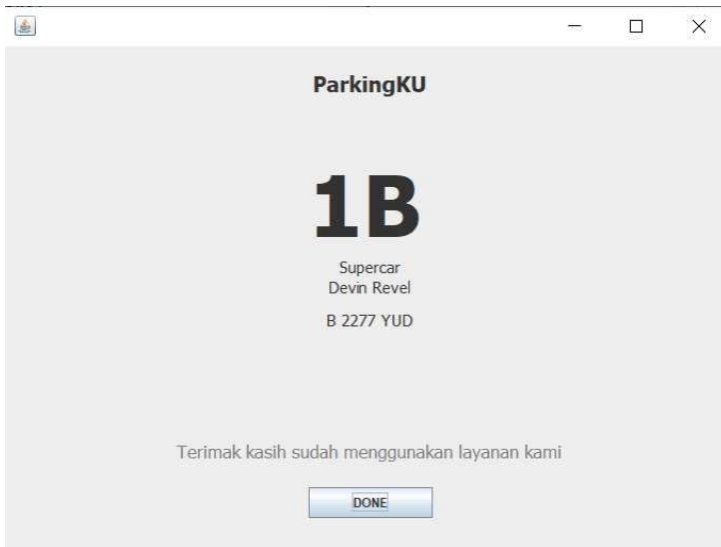 ParkingKU
1B
Supercar
Devin Revel
B 2277 YUD
Terimak kasih sudah menggunakan layanan kami
DONE